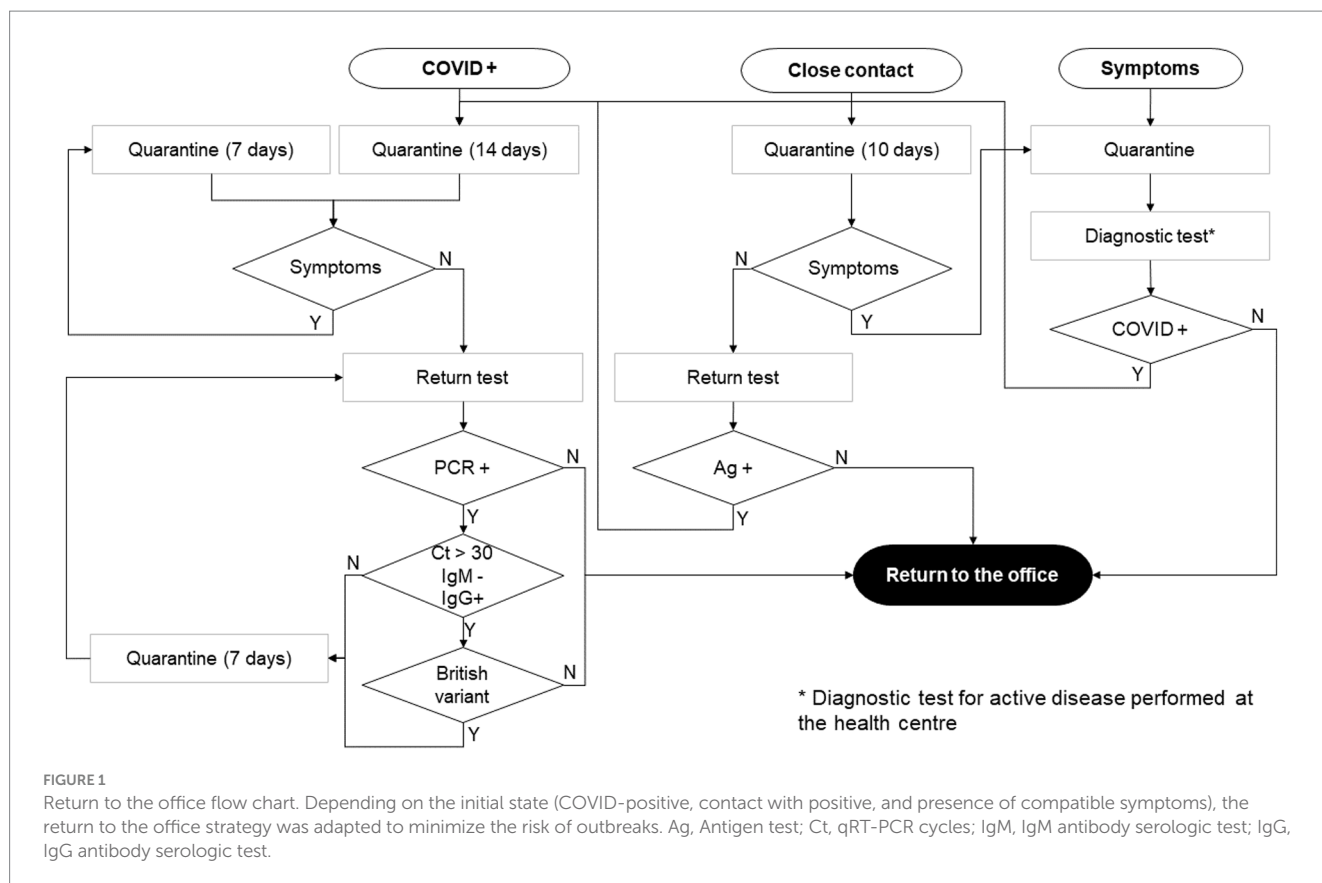 COVID +
Close contact
Symptoms
Quarantine (7 days)
Quarantine (14 days)
Quarantine (10 days)
Quarantine
Diagnostic test*
Symptoms
N
Y
N
Symptoms
Y
COVID +
N
Y
Return test
Return test
PCR +
N
Y
Ag +
N
Y
N
Ct > 30
IgM -
IgG+
Y
Return to the office
Quarantine (7 days)
British
variant
N
Y
* Diagnostic test for active disease performed at
the health centre
FIGURE 1
Return to the office flow chart. Depending on the initial state (COVID-positive, contact with positive, and presence of compatible symptoms), the
return to the office strategy was adapted to minimize the risk of outbreaks. Ag, Antigen test; Ct, qRT-PCR cycles; IgM, IgM antibody serologic test; IgG,
IgG antibody serologic test.